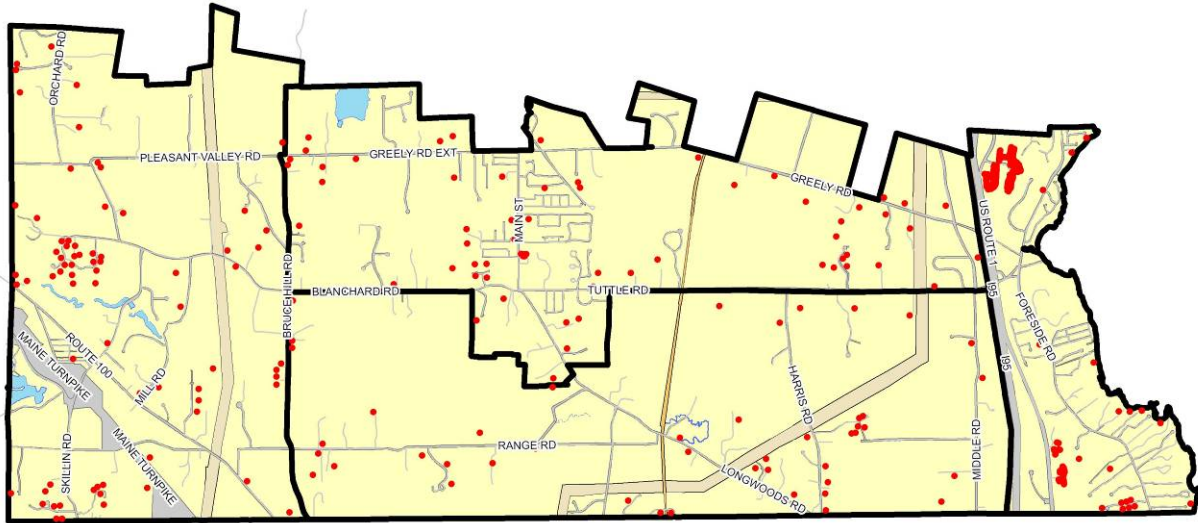 ORCHARD RD
PLEASANT VALLEY RD
GREELY RD EXT
MAIN ST
GREELY RD
US ROUTE 1
I95
BRUCE HILL RD
BLANCHARD RD
TUTTLE RD
FORESIDE RD
ROUTE 100
MAINE TURNPIKE
MILL RD
I95
HARRIS RD
SKILLIN RD
MAINE TURNPIKE
RANGE RD
LONGWOODS RD
MIDDLE RD